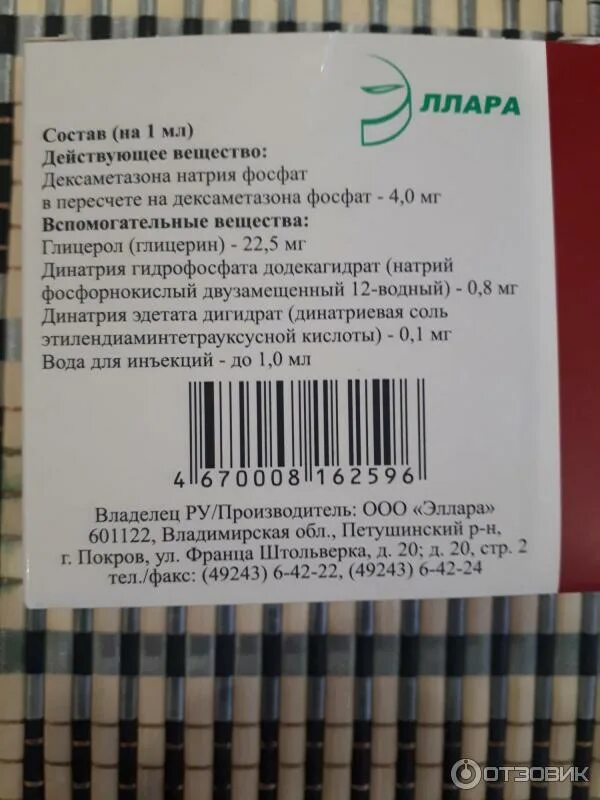 ЭЛЛАРА
Состав (на 1 мл)
Действующее вещество:
Дексаметазона натрия фосфат
в пересчете на дексаметазона фосфат - 4,0 мг
Вспомогательные вещества:
Глицерол (глицерин) - 22,5 мг
Динатрия гидрофосфата додекагидрат (натрий
фосфорнокислый двузамещенный 12-водный) - 0,8 мг
Динатрия эдетата дигидрат (динатриевая соль
этилендиаминтетрауксусной кислоты) - 0,1 мг
Вода для инъекций - до 1,0 мл
4 670008 162596
Владелец РУ/Производитель: ООО «Эллара»
601122, Владимирская обл., Петушинский р-н,
г. Покров, ул. Франца Штольверка, д. 20; д. 20, стр. 2
тел./факс: (49243) 6-42-22, (49243) 6-42-24
ОТЗОВИК